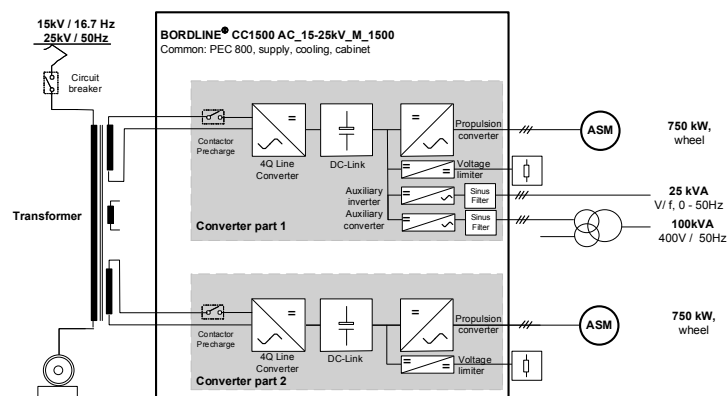 15kV / 16.7 Hz
25kV / 50Hz
BORDLINE® CC1500 AC_15-25kV_M_1500
Common: PEC 800, supply, cooling, cabinet
Circuit
breaker
Transformer
Contactor
Precharge
4Q Line
Converter
DC-Link
Propulsion
converter
Voltage
limiter
Auxiliary
inverter
Sinus
Filter
Auxiliary
converter
Sinus
Filter
Converter part 1
ASM
750 kW,
wheel
25 kVA
V/ f, 0 - 50Hz
100kVA
400V / 50Hz
Contactor
Precharge
4Q Line
Converter
DC-Link
Propulsion
converter
Voltage
limiter
Converter part 2
ASM
750 kW,
wheel